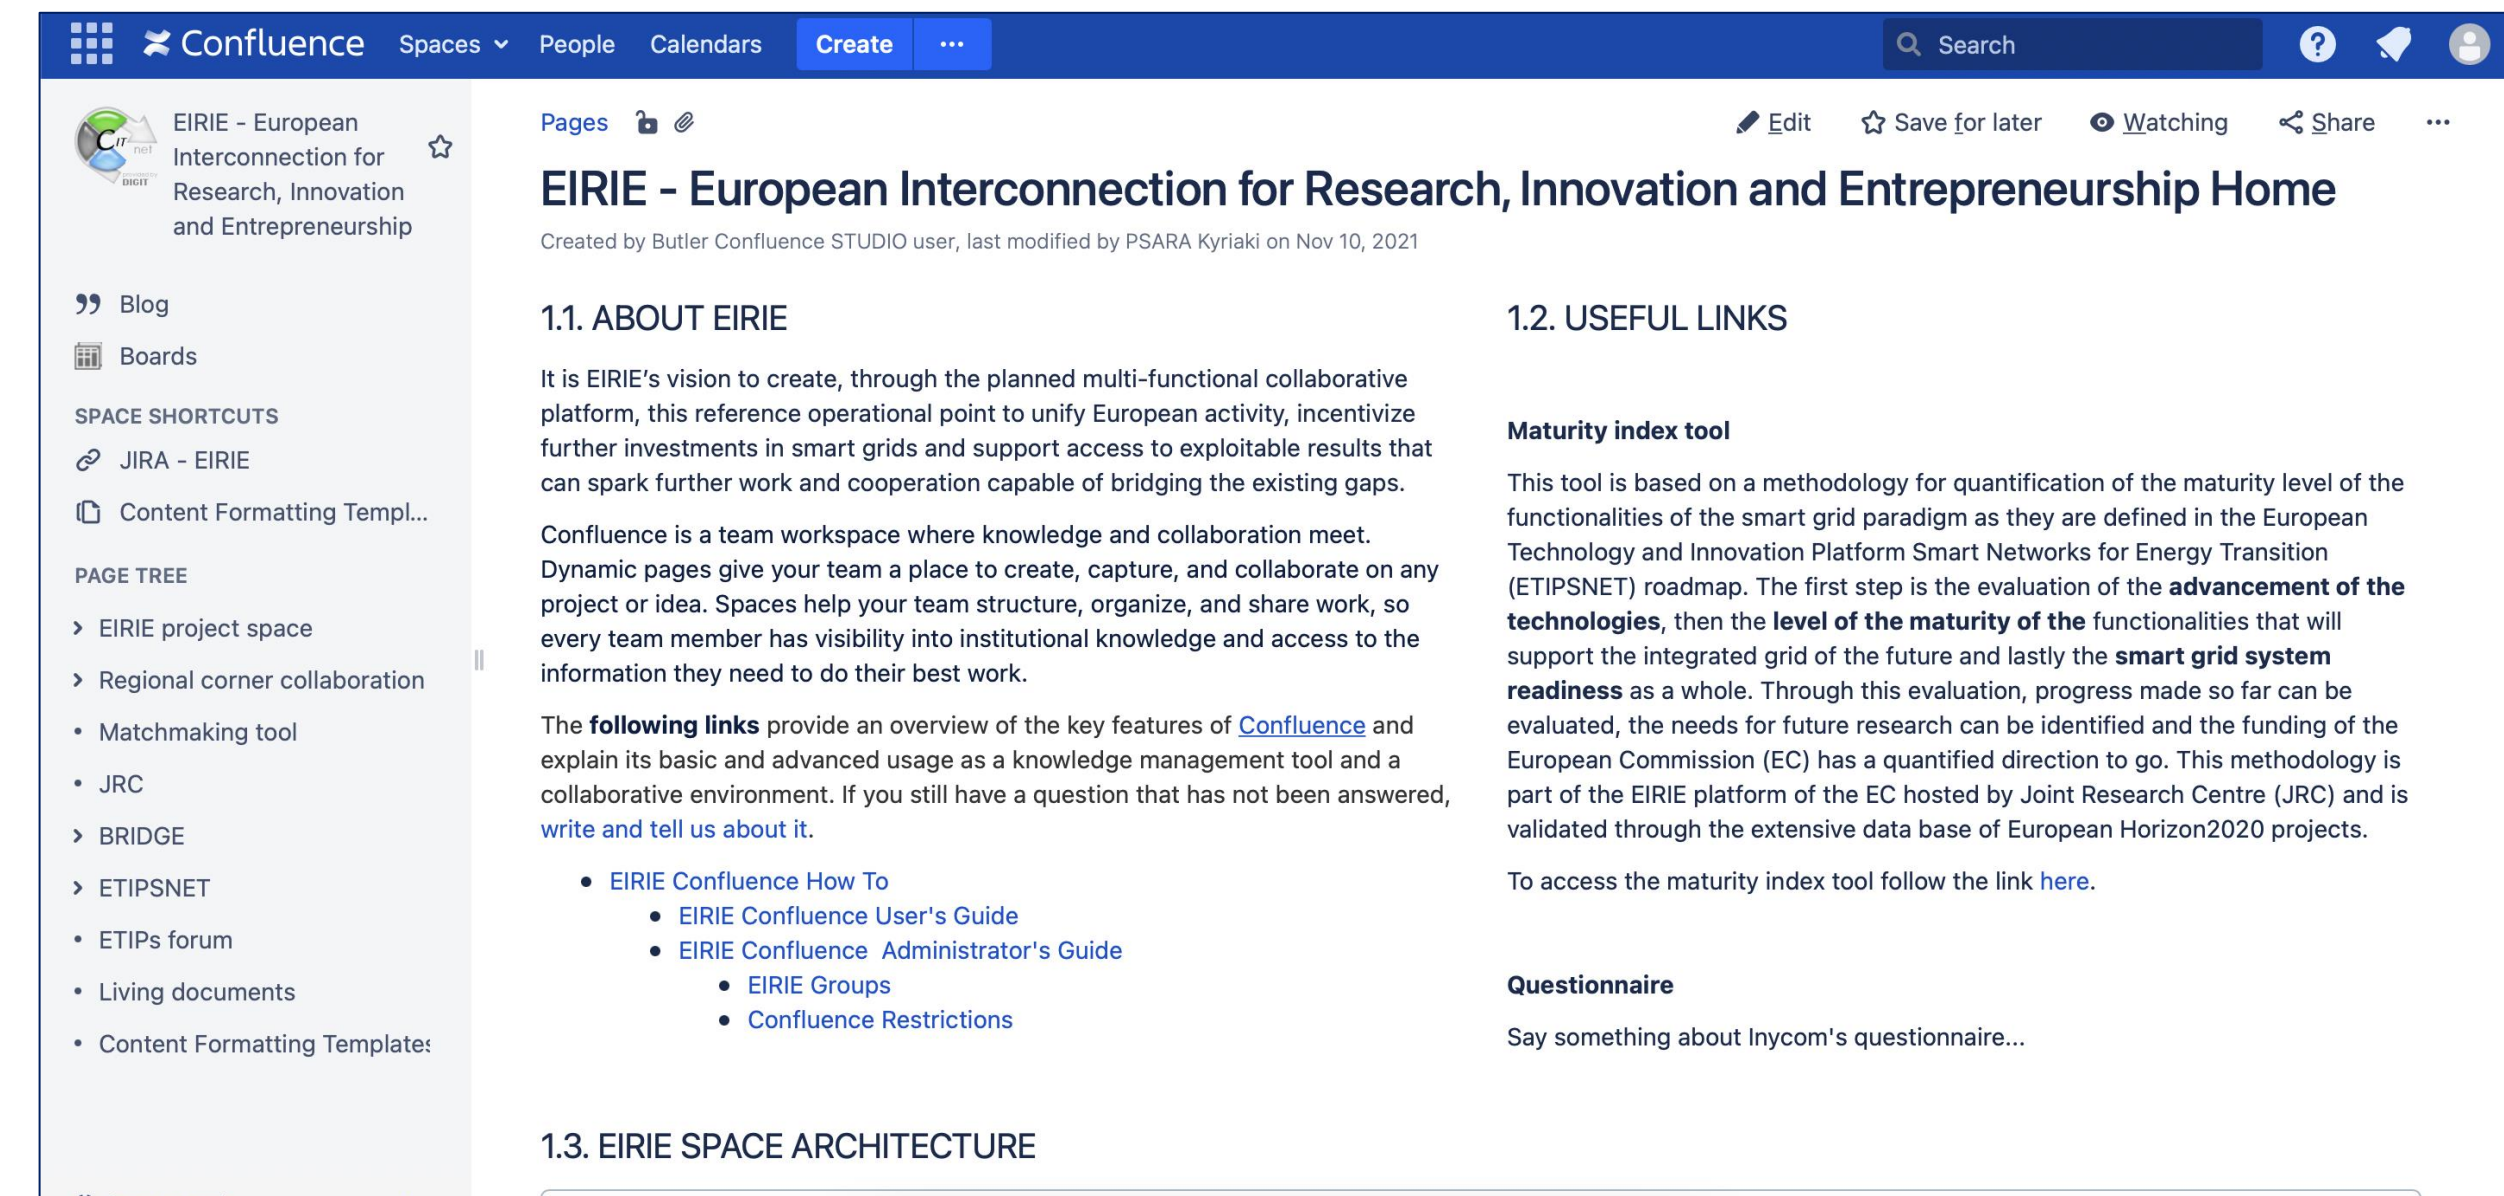 Confluence Spaces People Calendars Create ... Search
EIRIE - European
Interconnection for
Research, Innovation
and Entrepreneurship
CIT
net
DIGIT
Blog
Boards
SPACE SHORTCUTS
JIRA - EIRIE
Content Formatting Templ...
PAGE TREE
EIRIE project space
Regional corner collaboration
Matchmaking tool
JRC
BRIDGE
ETIPSNET
ETIPs forum
Living documents
Content Formatting Templates
Pages
Edit Save for later Watching Share ...
EIRIE - European Interconnection for Research, Innovation and Entrepreneurship Home
Created by Butler Confluence STUDIO user, last modified by PSARA Kyriaki on Nov 10, 2021
1.1. ABOUT EIRIE
It is EIRIE's vision to create, through the planned multi-functional collaborative
platform, this reference operational point to unify European activity, incentivize
further investments in smart grids and support access to exploitable results that
can spark further work and cooperation capable of bridging the existing gaps.
Confluence is a team workspace where knowledge and collaboration meet.
Dynamic pages give your team a place to create, capture, and collaborate on any
project or idea. Spaces help your team structure, organize, and share work, so
every team member has visibility into institutional knowledge and access to the
information they need to do their best work.
The following links provide an overview of the key features of Confluence and
explain its basic and advanced usage as a knowledge management tool and a
collaborative environment. If you still have a question that has not been answered,
write and tell us about it.
• EIRIE Confluence How To
• EIRIE Confluence User's Guide
• EIRIE Confluence Administrator's Guide
• EIRIE Groups
• Confluence Restrictions
1.2. USEFUL LINKS
Maturity index tool
This tool is based on a methodology for quantification of the maturity level of the
functionalities of the smart grid paradigm as they are defined in the European
Technology and Innovation Platform Smart Networks for Energy Transition
(ETIPSNET) roadmap. The first step is the evaluation of the advancement of the
technologies, then the level of the maturity of the functionalities that will
support the integrated grid of the future and lastly the smart grid system
readiness as a whole. Through this evaluation, progress made so far can be
evaluated, the needs for future research can be identified and the funding of the
European Commission (EC) has a quantified direction to go. This methodology is
part of the EIRIE platform of the EC hosted by Joint Research Centre (JRC) and is
validated through the extensive data base of European Horizon2020 projects.
To access the maturity index tool follow the link here.
Questionnaire
Say something about Inycom's questionnaire...
1.3. EIRIE SPACE ARCHITECTURE